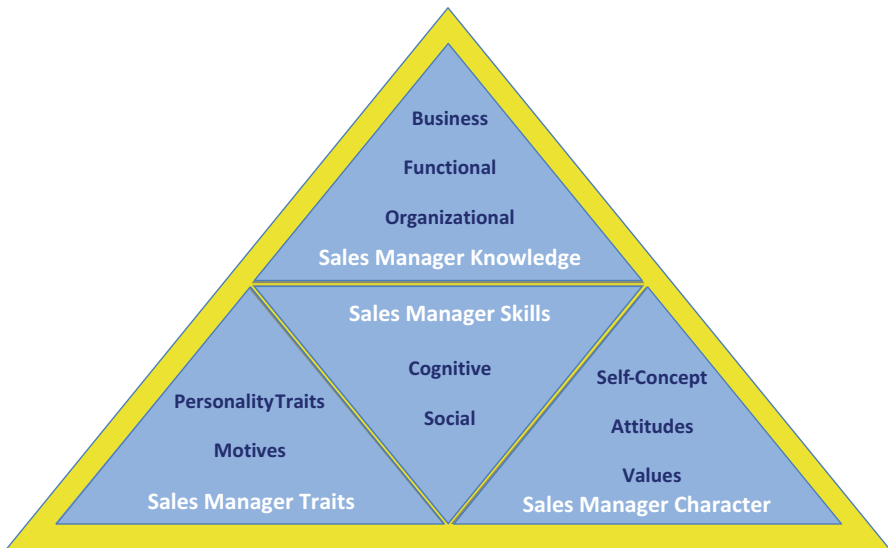 Business
Functional
Organizational
Sales Manager Knowledge
Sales Manager Skills
Cognitive
Social
PersonalityTraits
Motives
Sales Manager Traits
Self-Concept
Attitudes
Values
Sales Manager Character